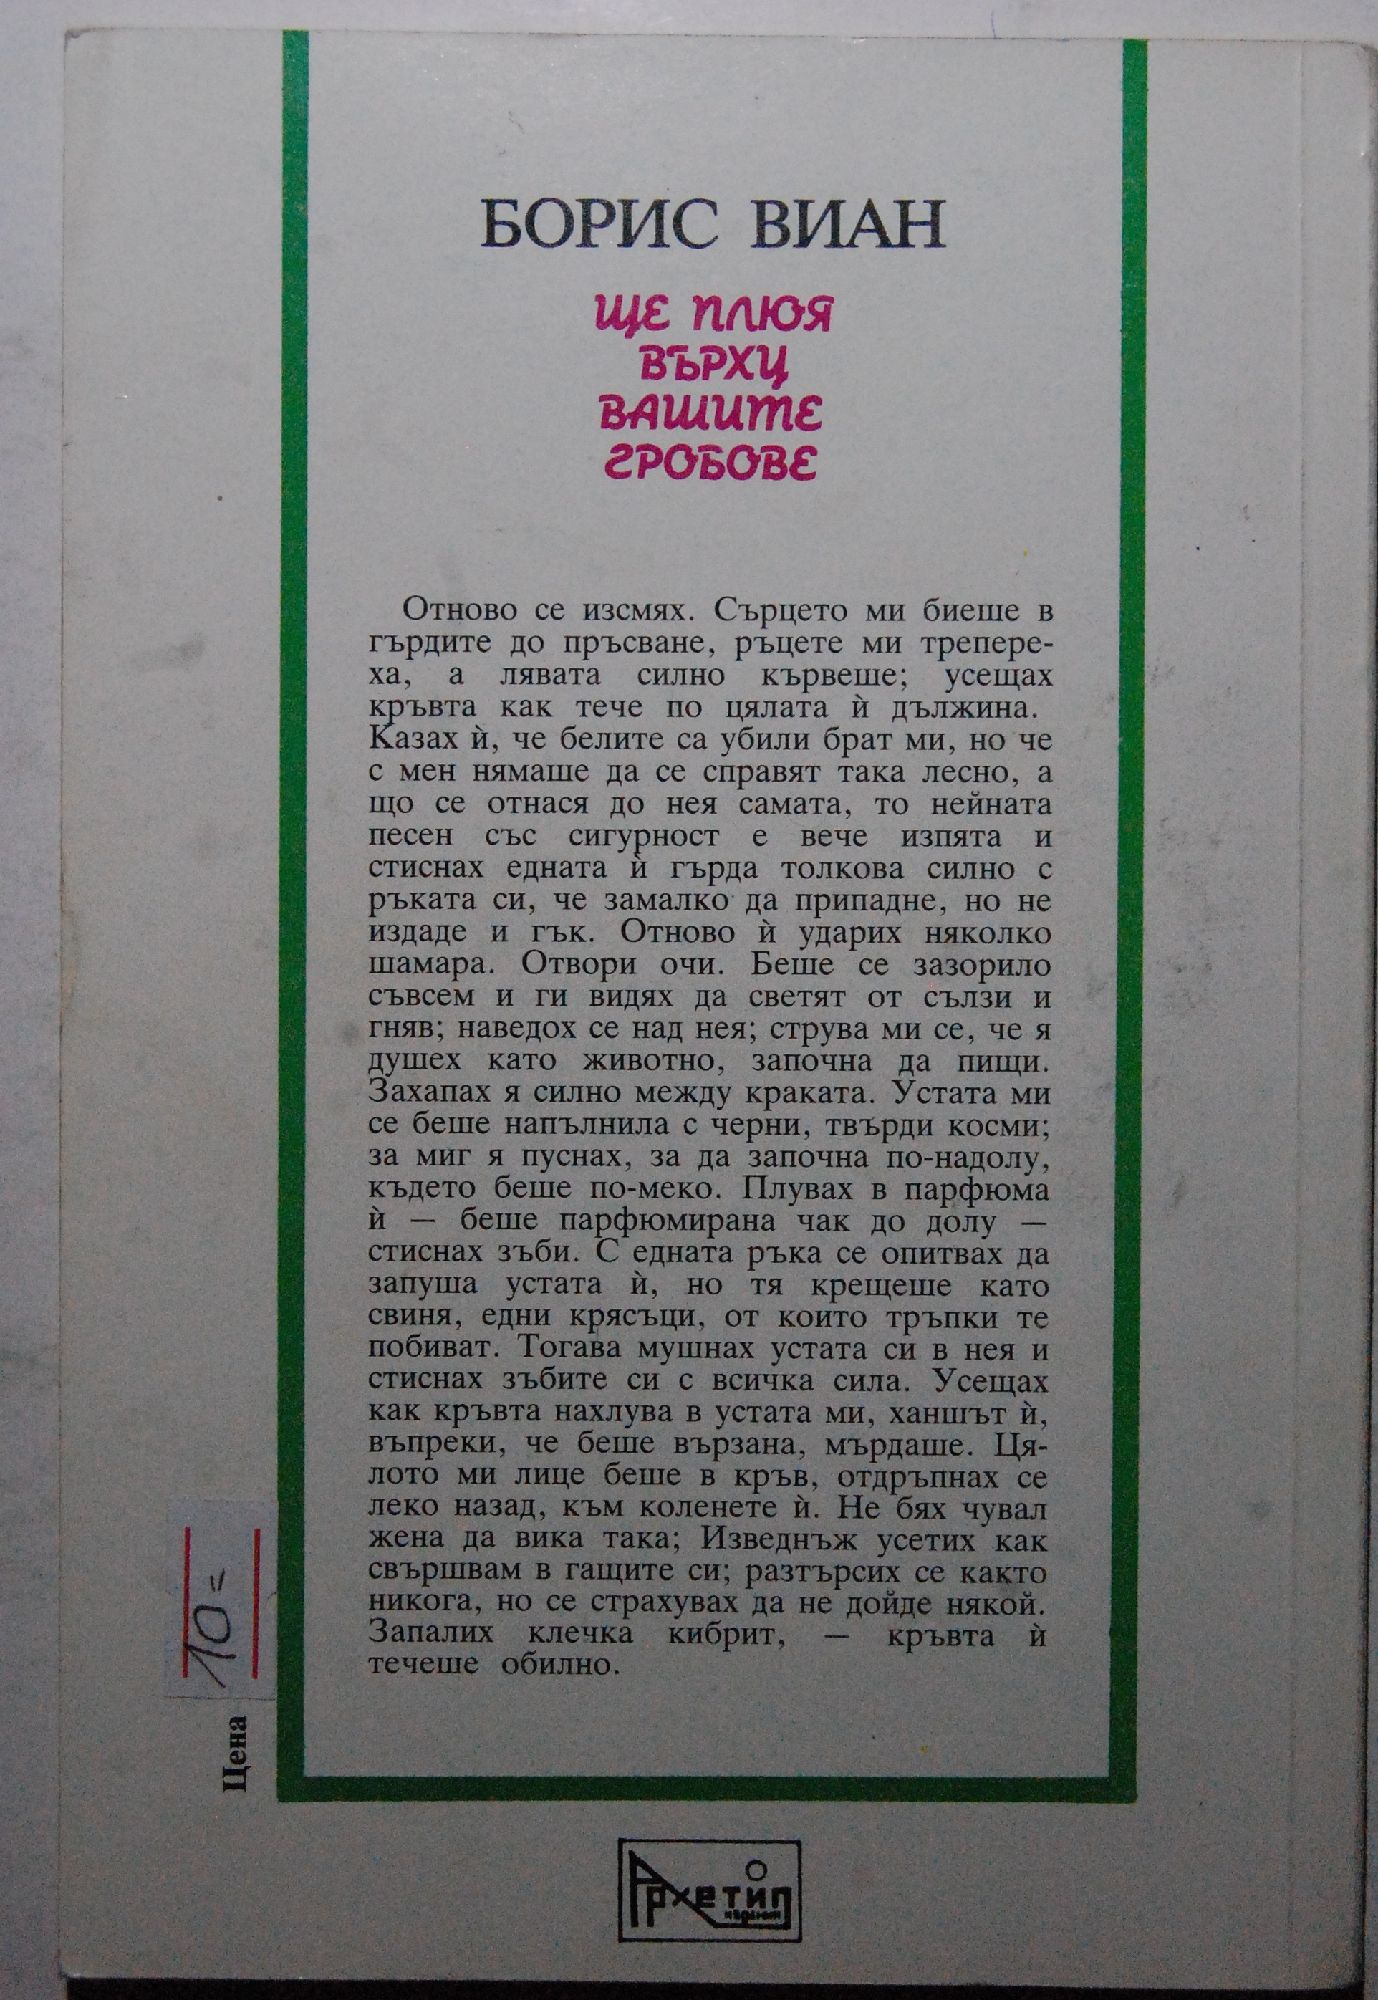 БОРИС ВИАН
ЩЕ ПЛЮЯ
ВЪРХУ
ВАШИТЕ
ГРОБОВЕ
Отново се изсмях. Сърцето ми биеше в
гърдите до пръсване, ръцете ми трепере-
ха, а лявата силно кървеше; усещах
кръвта как тече по цялата ѝ дължина.
Казах ѝ, че белите са убили брат ми, но че
с мен нямаше да се справят така лесно, а
що се отнася до нея самата, то нейната
песен със сигурност е вече изпята и
стиснах едната ѝ гърда толкова силно с
ръката си, че замалко да припадне, но не
издаде и гък. Отново ѝ ударих няколко
шамара. Отвори очи. Беше се зазорило
съвсем и ги видях да светят от сълзи и
гняв; наведох се над нея; струва ми се, че я
душех като животно, започна да пищи.
Захапах я силно между краката. Устата ми
се беше напълнила с черни, твърди косми;
за миг я пуснах, за да започна по-надолу,
където беше по-меко. Плувах в парфюма
ѝ — беше парфюмирана чак до долу —
стиснах зъби. С едната ръка се опитвах да
запуша устата ѝ, но тя крещеше като
свиня, едни крясъци, от които тръпки те
побиват. Тогава мушнах устата си в нея и
стиснах зъбите си с всичка сила. Усещах
как кръвта нахлува в устата ми, ханшът ѝ,
въпреки, че беше вързана, мърдаше. Ця-
лото ми лице беше в кръв, отдръпнах се
леко назад, към коленете ѝ. Не бях чувал
жена да вика така; Изведнъж усетих как
свършвам в гащите си; разтърсих се както
никога, но се страхувах да не дойде някой.
Запалих клечка кибрит, — кръвта ѝ
течеше обилно.
Цена 10=
Архетип